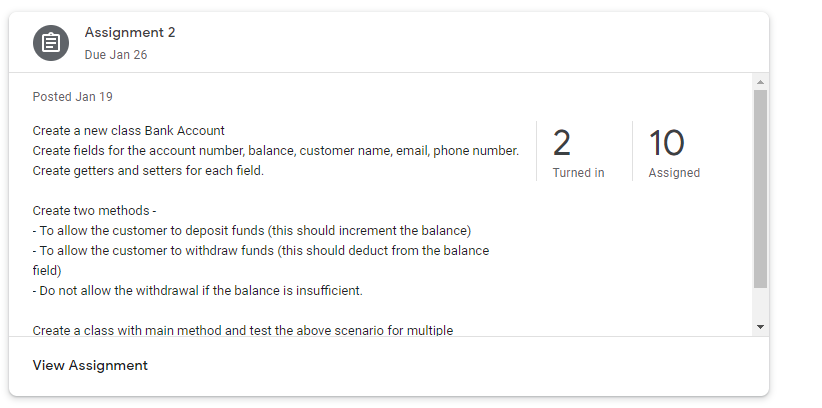 Assignment 2
Due Jan 26
Posted Jan 19
Create a new class Bank Account
Create fields for the account number, balance, customer name, email, phone number.
Create getters and setters for each field.
Create two methods -
- To allow the customer to deposit funds (this should increment the balance)
- To allow the customer to withdraw funds (this should deduct from the balance
field)
- Do not allow the withdrawal if the balance is insufficient.
Create a class with main method and test the above scenario for multiple
2
Turned in
10
Assigned
View Assignment